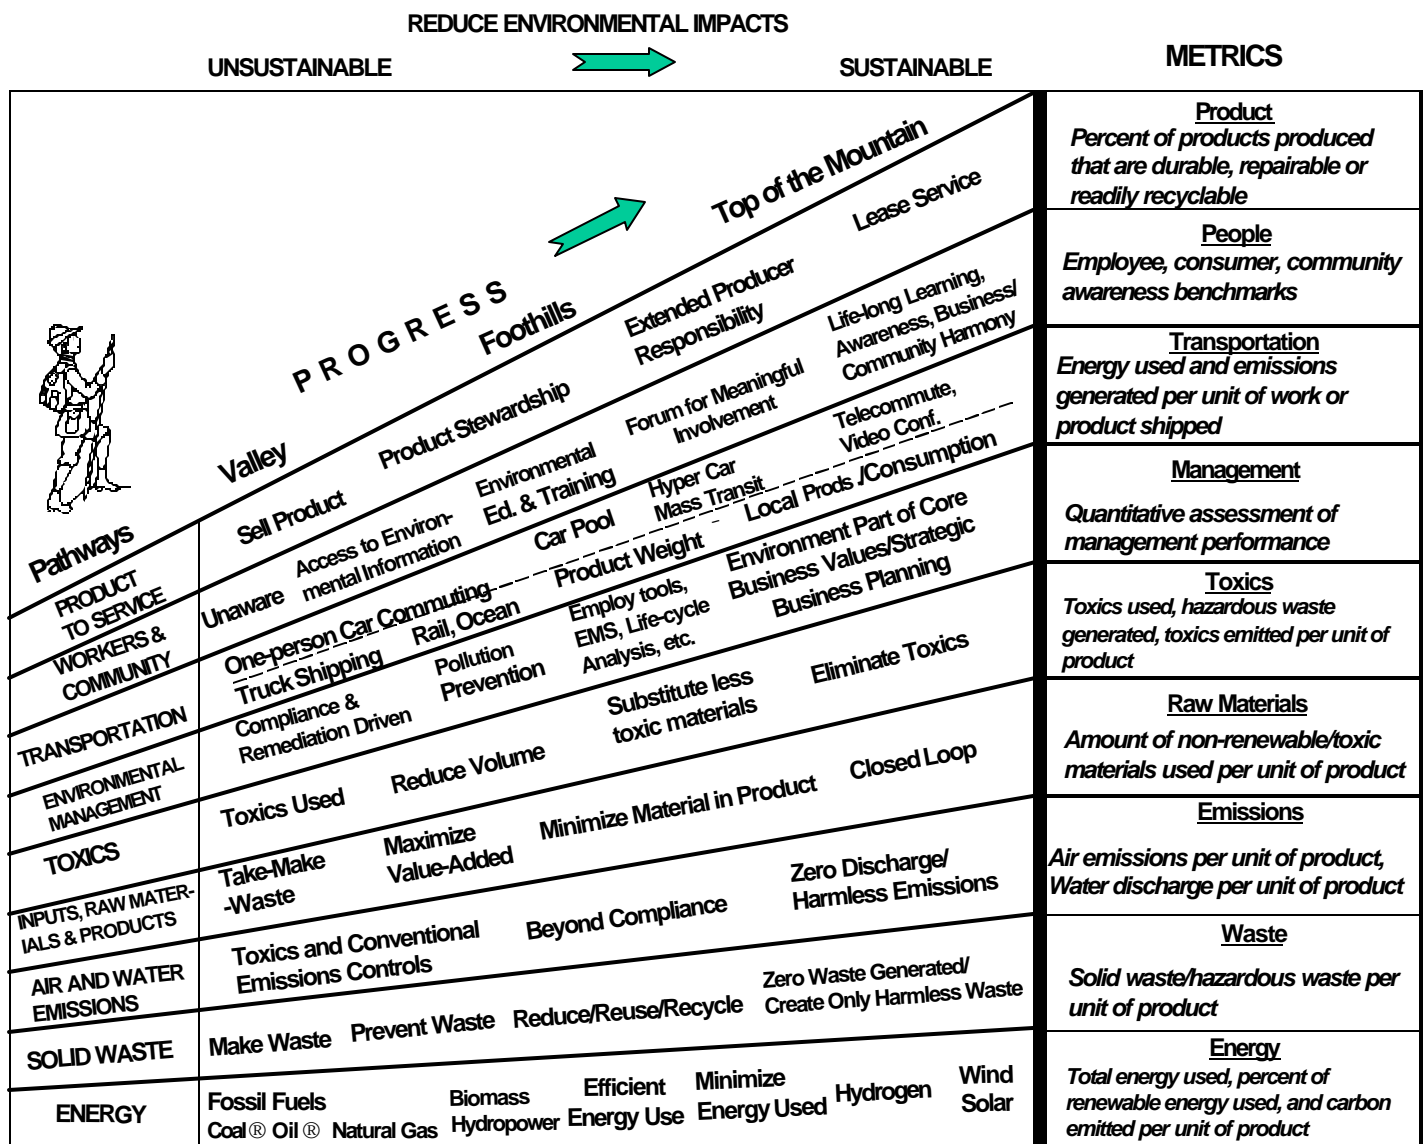 REDUCE ENVIRONMENTAL IMPACTS
UNSUSTAINABLE
SUSTAINABLE
METRICS
PROGRESS
Pathways
Valley
Foothills
Top of the Mountain
PRODUCT
TO SERVICE
Sell Product
Product Stewardship
Extended Producer
Responsibility
Lease Service
Product
Percent of products produced
that are durable, repairable or
readily recyclable
WORKERS &
COMMUNITY
Unaware
Access to Environ-
mental Information
Environmental
Ed. & Training
Forum for Meaningful
Involvement
Life-long Learning,
Awareness, Business/
Community Harmony
People
Employee, consumer, community
awareness benchmarks
TRANSPORTATION
One-person Car Commuting
Car Pool
Hyper Car
Mass Transit
Telecommute,
Video Conf.
Truck Shipping
Rail, Ocean
Product Weight
Local Prods./Consumption
Transportation
Energy used and emissions
generated per unit of work or
product shipped
ENVIRONMENTAL
MANAGEMENT
Compliance &
Remediation Driven
Pollution
Prevention
Employ tools,
EMS, Life-cycle
Analysis, etc.
Environment Part of Core
Business Values/Strategic
Business Planning
Management
Quantitative assessment of
management performance
TOXICS
Toxics Used
Reduce Volume
Substitute less
toxic materials
Eliminate Toxics
Toxics
Toxics used, hazardous waste
generated, toxics emitted per unit of
product
INPUTS, RAW MATER-
IALS & PRODUCTS
Take-Make
-Waste
Maximize
Value-Added
Minimize Material in Product
Closed Loop
Raw Materials
Amount of non-renewable/toxic
materials used per unit of product
AIR AND WATER
EMISSIONS
Toxics and Conventional
Emissions Controls
Beyond Compliance
Zero Discharge/
Harmless Emissions
Emissions
Air emissions per unit of product,
Water discharge per unit of product
SOLID WASTE
Make Waste
Prevent Waste
Reduce/Reuse/Recycle
Zero Waste Generated/
Create Only Harmless Waste
Waste
Solid waste/hazardous waste per
unit of product
ENERGY
Fossil Fuels
Coal ® Oil ® Natural Gas
Biomass
Hydropower
Efficient
Energy Use
Minimize
Energy Used
Hydrogen
Wind
Solar
Energy
Total energy used, percent of
renewable energy used, and carbon
emitted per unit of product